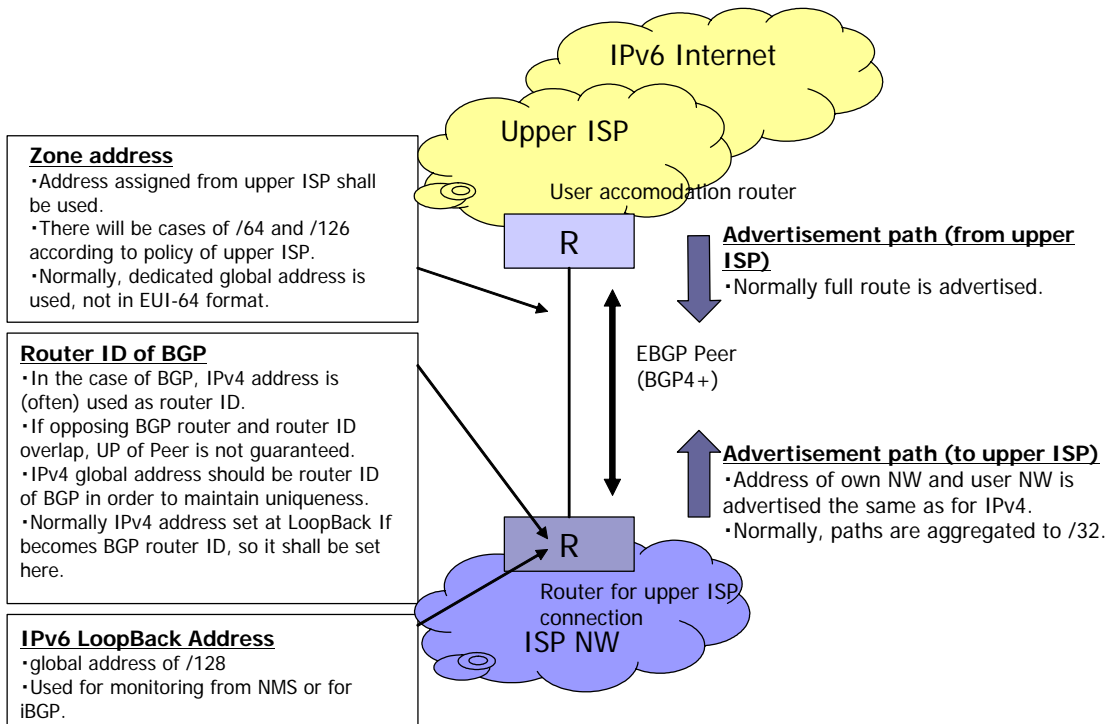 IPv6 Internet
Upper ISP
User accomodation router
R
Zone address
・Address assigned from upper ISP shall
be used.
・There will be cases of /64 and /126
according to policy of upper ISP.
・Normally, dedicated global address is
used, not in EUI-64 format.
Advertisement path (from upper
ISP)
・Normally full route is advertised.
Router ID of BGP
・In the case of BGP, IPv4 address is
(often) used as router ID.
・If opposing BGP router and router ID
overlap, UP of Peer is not guaranteed.
・IPv4 global address should be router ID
of BGP in order to maintain uniqueness.
・Normally IPv4 address set at LoopBack If
becomes BGP router ID, so it shall be set
here.
EBGP Peer
(BGP4+)
Advertisement path (to upper ISP)
・Address of own NW and user NW is
advertised the same as for IPv4.
・Normally, paths are aggregated to /32.
R
Router for upper ISP
connection
ISP NW
IPv6 LoopBack Address
・global address of /128
・Used for monitoring from NMS or for
iBGP.